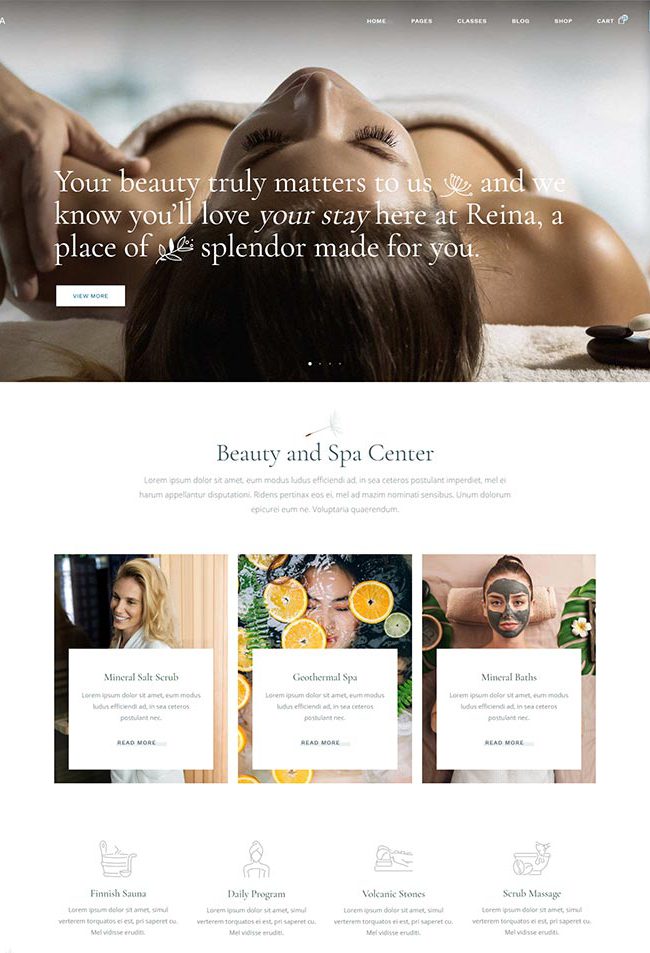 A
HOME PAGES CLASSES BLOG SHOP CART
Your beauty truly matters to us and we
know you'll love your stay here at Reina, a
place of splendor made for you.
VIEW MORE
Beauty and Spa Center
Lorem ipsum dolor sit amet, eum modus ludus efficiendi ad, in sea ceteros postulant imperdiet, mel ei
harum appellantur disputationi. Ridens pertinax eos ei, mel ad mazim nominati sensibus. Unum dolorum
epicurei eum ne. Voluptaria quaerendum.
Mineral Salt Scrub
Lorem ipsum dolor sit amet, eum modus
ludus efficiendi ad, in sea ceteros
postulant nec.
READ MORE
Geothermal Spa
Lorem ipsum dolor sit amet, eum modus
ludus efficiendi ad, in sea ceteros
postulant nec.
READ MORE
Mineral Baths
Lorem ipsum dolor sit amet, eum modus
ludus efficiendi ad, in sea ceteros
postulant nec.
READ MORE
Finnish Sauna
Lorem ipsum dolor sit amet, simul
verterem torquatos ei est, pri saperet cu.
Mel vidisse eruditi.
Daily Program
Lorem ipsum dolor sit amet, simul
verterem torquatos ei est, pri saperet cu.
Mel vidisse eruditi.
Volcanic Stones
Lorem ipsum dolor sit amet, simul
verterem torquatos ei est, pri saperet cu.
Mel vidisse eruditi.
Scrub Massage
Lorem ipsum dolor sit amet, simul
verterem torquatos ei est, pri saperet cu.
Mel vidisse eruditi.